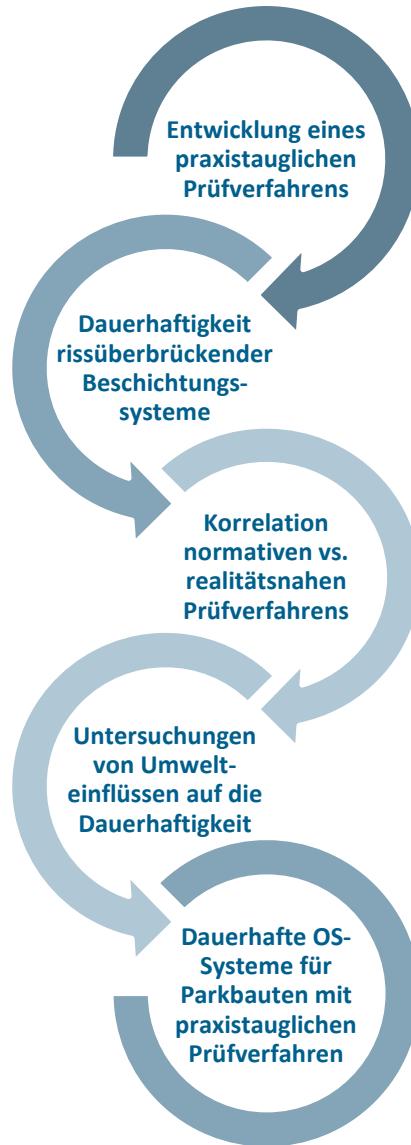 Entwicklung eines
praxistauglichen
Prüfverfahrens
Dauerhaftigkeit
rissüberbrückender
Beschichtungs-
systeme
Korrelation
normativen vs.
realitätsnahen
Prüfverfahrens
Untersuchungen
von Umwelt-
einflüssen auf die
Dauerhaftigkeit
Dauerhafte OS-
Systeme für
Parkbauten mit
praxistauglichen
Prüfverfahren